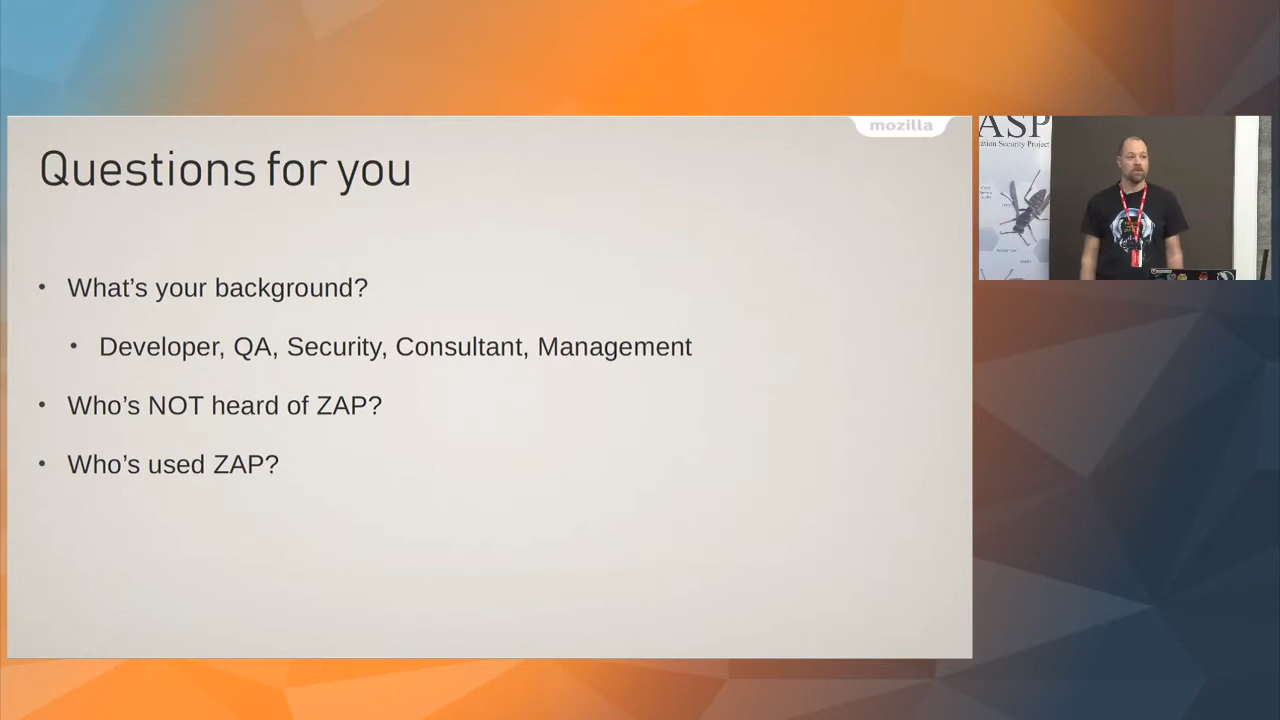 mozilla
Questions for you
• What's your background?
• Developer, QA, Security, Consultant, Management
• Who's NOT heard of ZAP?
• Who's used ZAP?
ASP
ation Security Project